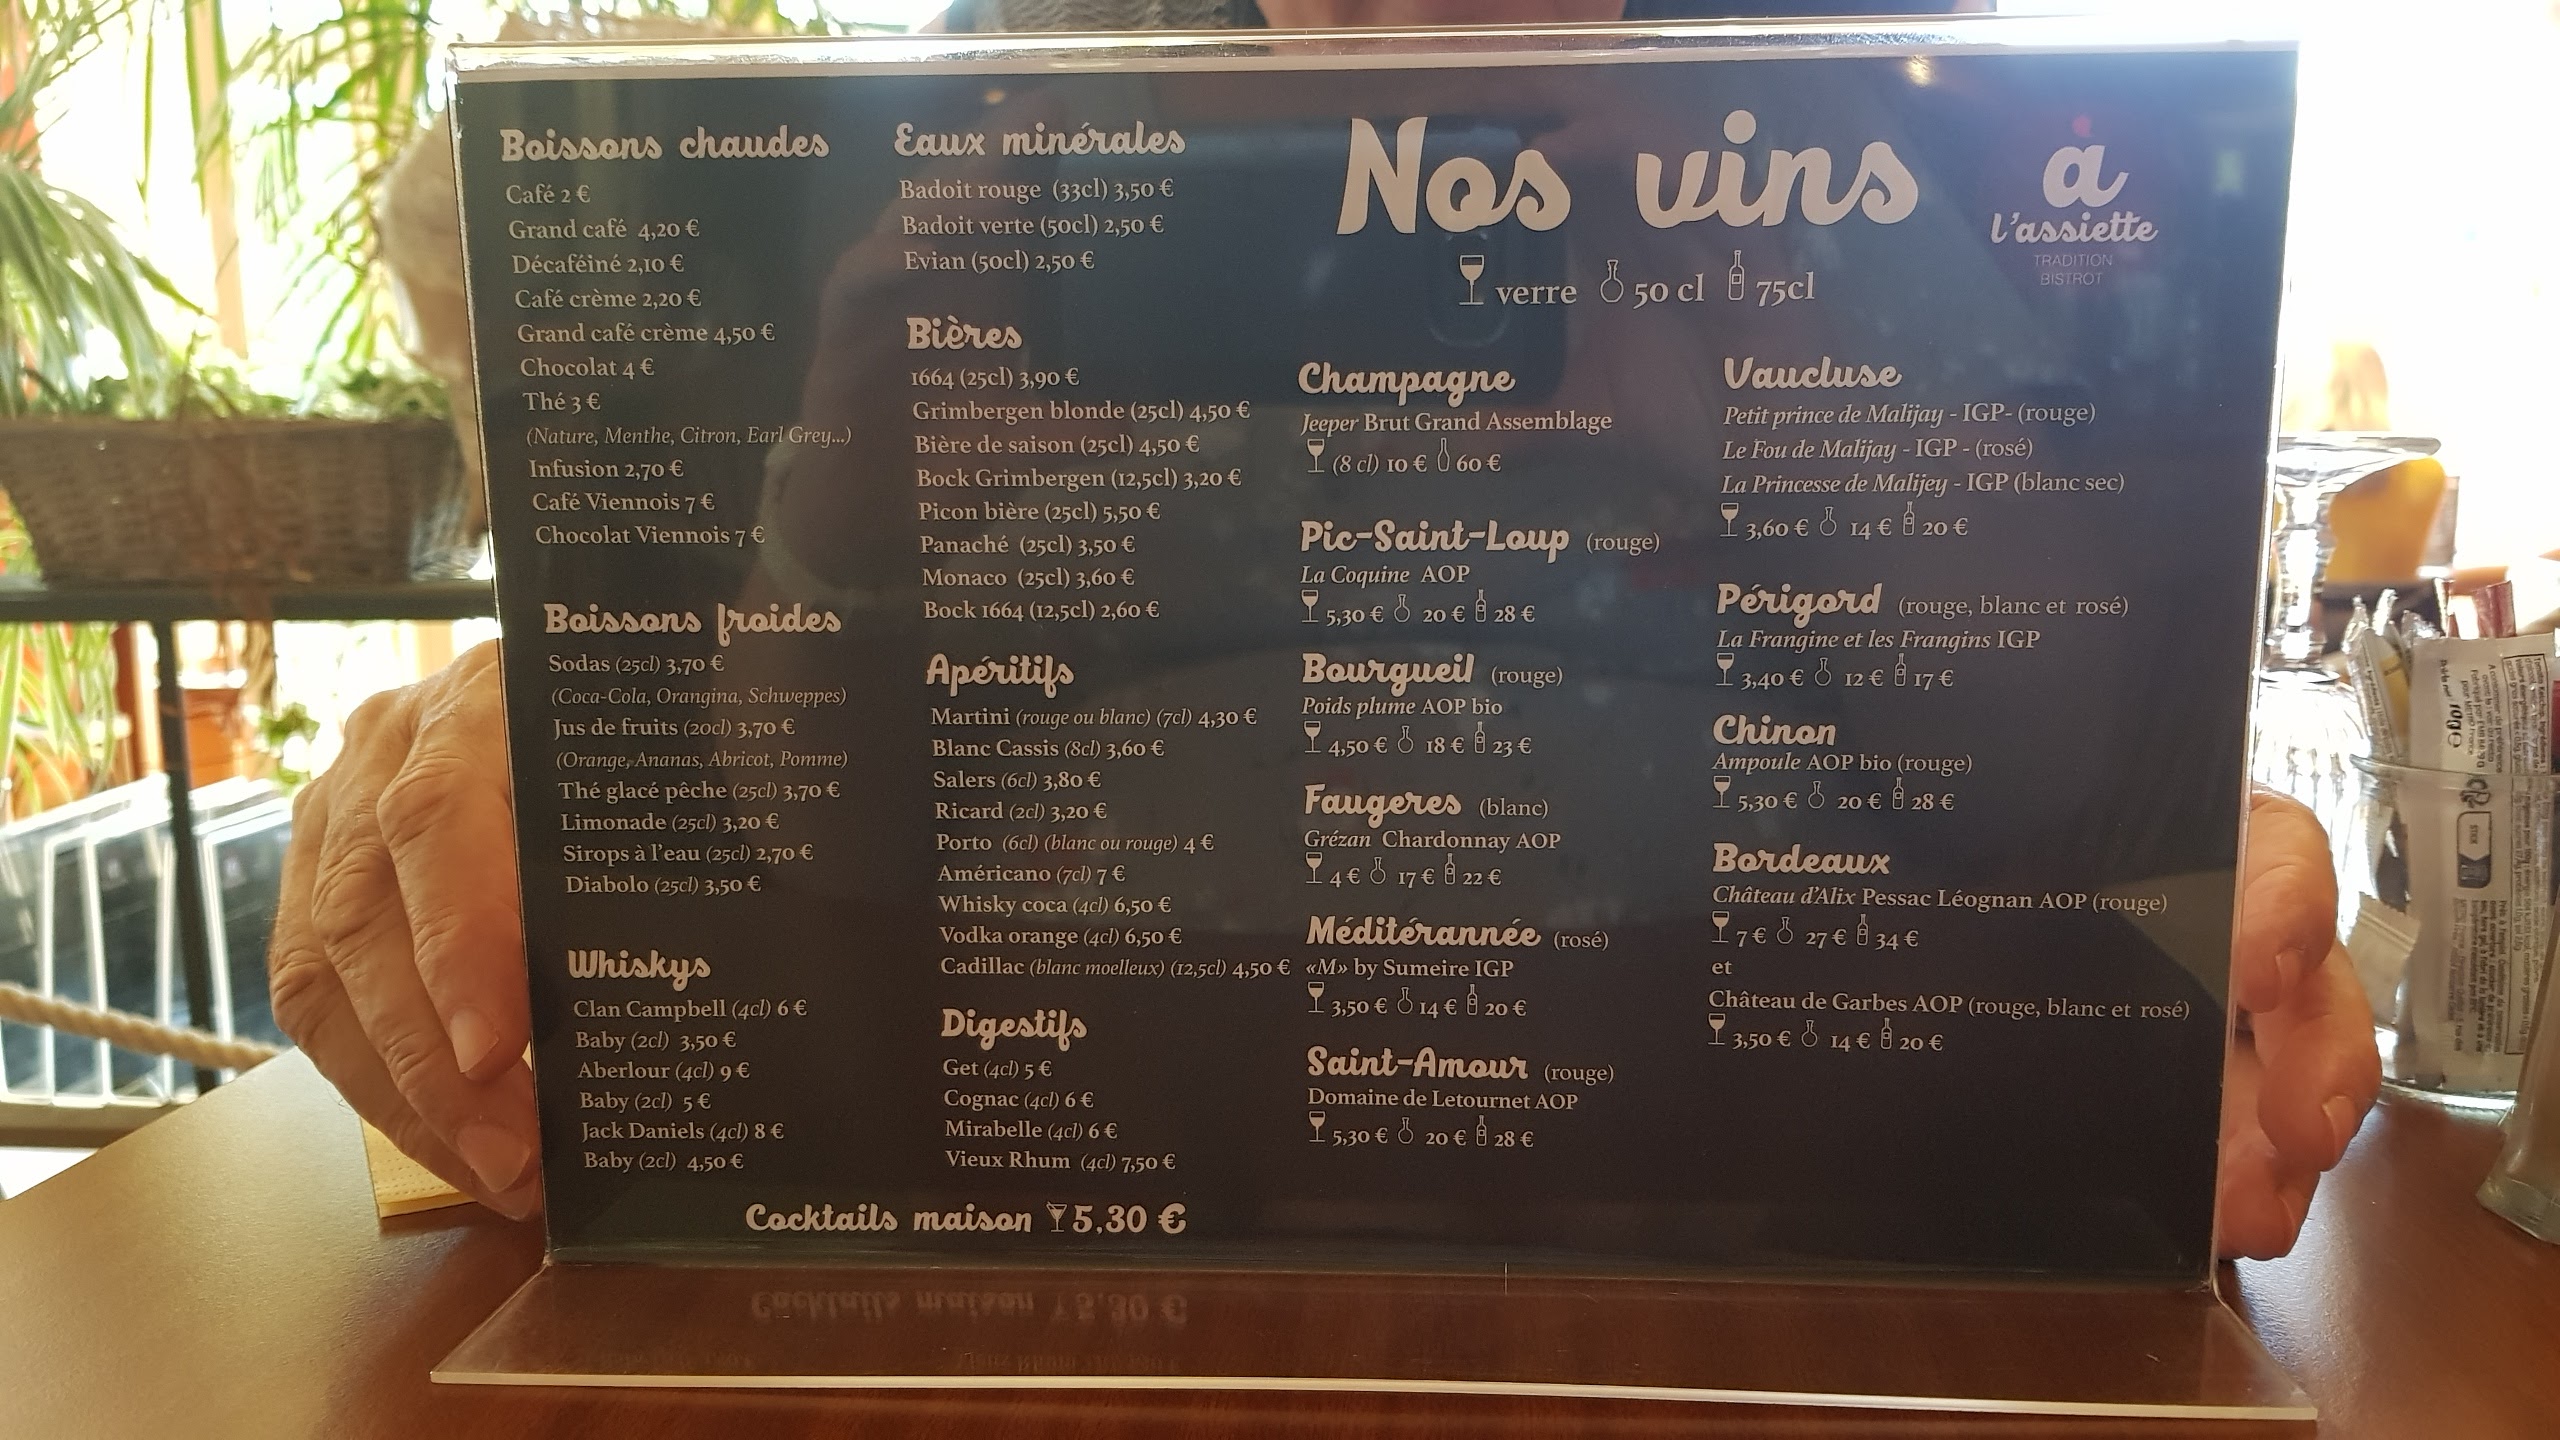 Boissons chaudes
Café 2 €
Grand café 4,20 €
Décaféiné 2,10 €
Café crème 2,20 €
Grand café crème 4,50 €
Chocolat 4 €
Thé 3 €
(Nature, Menthe, Citron, Earl Grey...)
Infusion 2,70 €
Café Viennois 7 €
Chocolat Viennois 7 €
Boissons froides
Sodas (25cl) 3,70 €
(Coca-Cola, Orangina, Schweppes)
Jus de fruits (20cl) 3,70 €
(Orange, Ananas, Abricot, Pomme)
Thé glacé pêche (25cl) 3,70 €
Limonade (25cl) 3,20 €
Sirops à l'eau (25cl) 2,70 €
Diabolo (25cl) 3,50 €
Whiskys
Clan Campbell (4cl) 6 €
Baby (2cl) 3,50 €
Aberlour (4cl) 9 €
Baby (2cl) 5 €
Jack Daniels (4cl) 8 €
Baby (2cl) 4,50 €
Eaux minérales
Badoit rouge (33cl) 3,50 €
Badoit verte (50cl) 2,50 €
Evian (50cl) 2,50 €
Bières
1664 (25cl) 3,90 €
Grimbergen blonde (25cl) 4,50 €
Bière de saison (25cl) 4,50 €
Bock Grimbergen (12,5cl) 3,20 €
Picon bière (25cl) 5,50 €
Panaché (25cl) 3,50 €
Monaco (25cl) 3,60 €
Bock 1664 (12,5cl) 2,60 €
Apéritifs
Martini (rouge ou blanc) (7cl) 4,30 €
Blanc Cassis (8cl) 3,60 €
Salers (6cl) 3,80 €
Ricard (2cl) 3,20 €
Porto (6cl) (blanc ou rouge) 4 €
Américano (7cl) 7 €
Whisky coca (4cl) 6,50 €
Vodka orange (4cl) 6,50 €
Cadillac (blanc moelleux) (12,5cl) 4,50 €
Digestifs
Get (4cl) 5 €
Cognac (4cl) 6 €
Mirabelle (4cl) 6 €
Vieux Rhum (4cl) 7,50 €
Cocktails maison 5,30 €
Nos vins
verre 50 cl 75cl
à
l'assiette
TRADITION
BISTROT
Champagne
Jeeper Brut Grand Assemblage
(8 cl) 10 € 60 €
Pic-Saint-Loup (rouge)
La Coquine AOP
5,30 € 20 € 28 €
Bourgueil (rouge)
Poids plume AOP bio
4,50 € 18 € 23 €
Faugeres (blanc)
Grézan Chardonnay AOP
4 € 17 € 22 €
Méditérannée (rosé)
«M» by Sumeire IGP
3,50 € 14 € 20 €
Saint-Amour (rouge)
Domaine de Letournet AOP
5,30 € 20 € 28 €
Vaucluse
Petit prince de Malijay - IGP- (rouge)
Le Fou de Malijay - IGP - (rosé)
La Princesse de Malijey - IGP (blanc sec)
3,60 € 14 € 20 €
Périgord (rouge, blanc et rosé)
La Frangine et les Frangins IGP
3,40 € 12 € 17 €
Chinon
Ampoule AOP bio (rouge)
5,30 € 20 € 28 €
Bordeaux
Château d'Alix Pessac Léognan AOP (rouge)
7 € 27 € 34 €
et
Château de Garbes AOP (rouge, blanc et rosé)
3,50 € 14 € 20 €